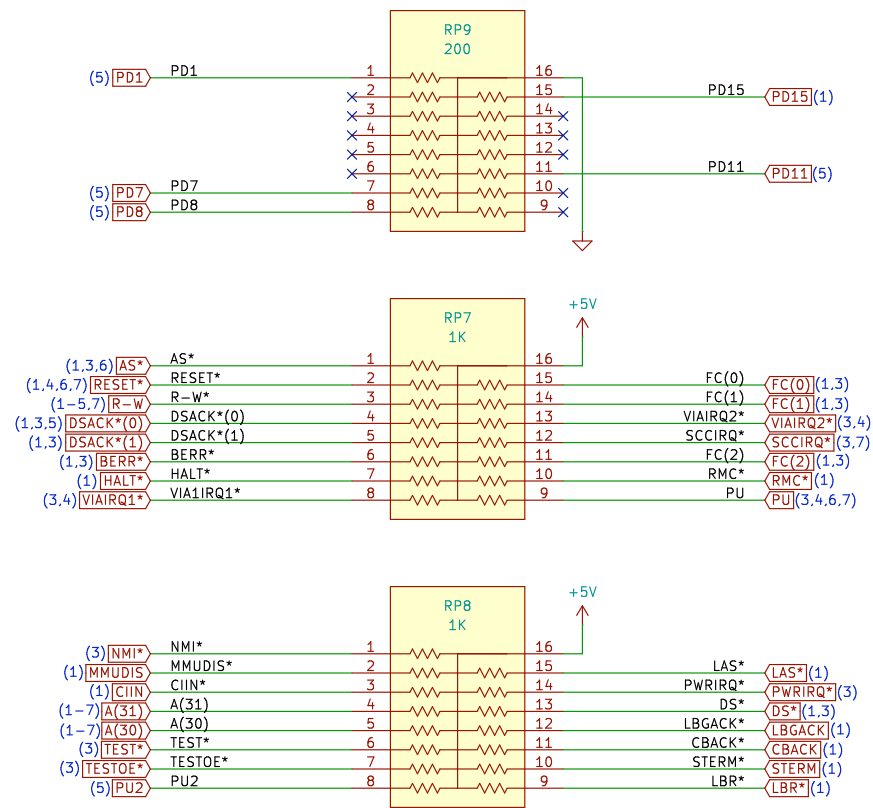 RP9
200
(5) PD1 PD1 1 16
2 15 PD15 PD15 (1)
3 14
4 13
5 12
6 11 PD11 PD11 (5)
(5) PD7 PD7 7 10
(5) PD8 PD8 8 9
+5V
RP7
1K
(1,3,6) AS* AS* 1 16
(1,4,6,7) RESET* RESET* 2 15 FC(0) FC(0) (1,3)
(1-5,7) R-W R-W* 3 14 FC(1) FC(1) (1,3)
(1,3,5) DSACK*(0) DSACK*(0) 4 13 VIAIRQ2* VIAIRQ2* (3,4)
(1,3) DSACK*(1) DSACK*(1) 5 12 SCCIRQ* SCCIRQ* (3,7)
(1,3) BERR* BERR* 6 11 FC(2) FC(2) (1,3)
(1) HALT* HALT* 7 10 RMC* RMC* (1)
(3,4) VIAIRQ1* VIA1IRQ1* 8 9 PU PU (3,4,6,7)
+5V
RP8
1K
(3) NMI* NMI* 1 16
(1) MMUDIS MMUDIS* 2 15 LAS* LAS* (1)
(1) CIIN CIIN* 3 14 PWRIRQ* PWRIRQ* (3)
(1-7) A(31) A(31) 4 13 DS* DS* (1,3)
(1-7) A(30) A(30) 5 12 LBGACK* LBGACK (1)
(3) TEST* TEST* 6 11 CBACK* CBACK (1)
(3) TESTOE* TESTOE* 7 10 STERM* STERM (1)
(5) PU2 PU2 8 9 LBR* LBR* (1)